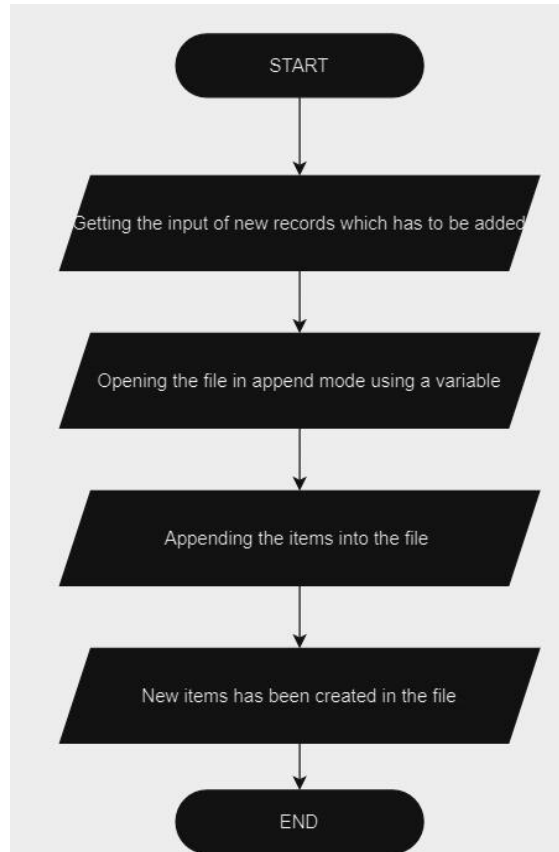 START
Getting the input of new records which has to be added
Opening the file in append mode using a variable
Appending the items into the file
New items has been created in the file
END